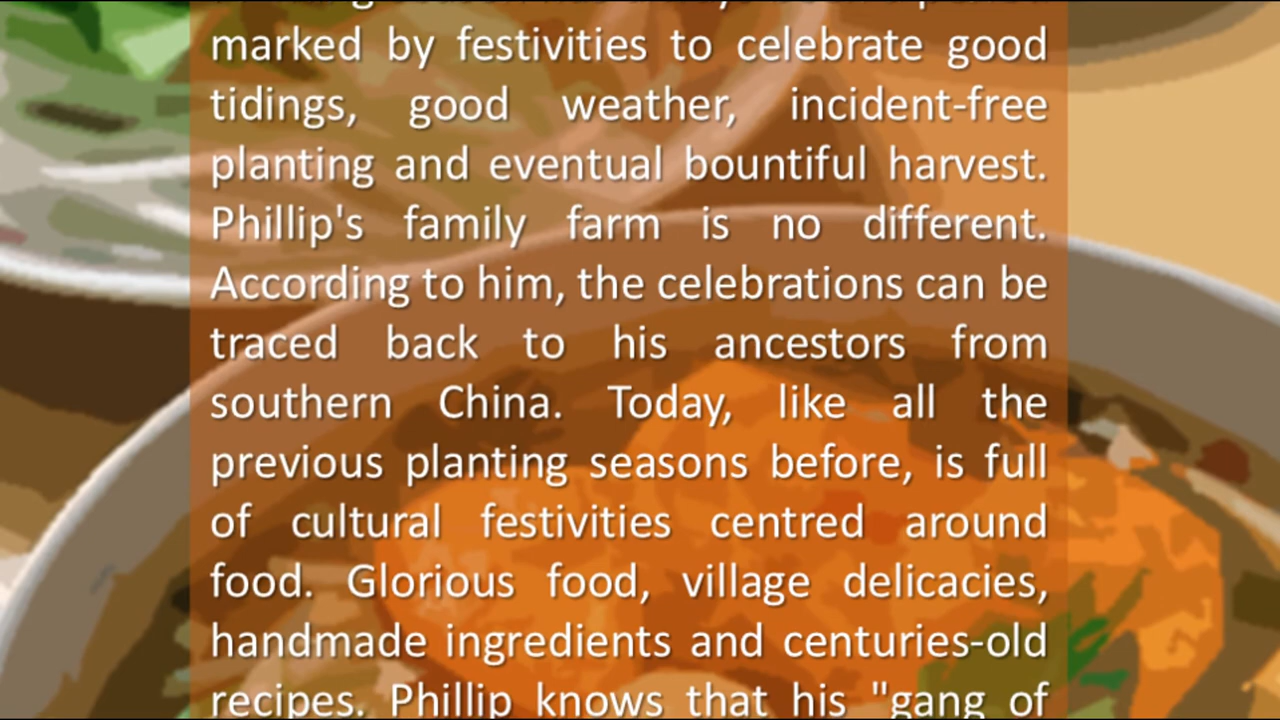 marked by festivities to celebrate good
tidings, good weather, incident-free
planting and eventual bountiful harvest.
Phillip's family farm is no different.
According to him, the celebrations can be
traced back to his ancestors from
southern China. Today, like all the
previous planting seasons before, is full
of cultural festivities centred around
food. Glorious food, village delicacies,
handmade ingredients and centuries-old
recipes. Phillip knows that his "gang of